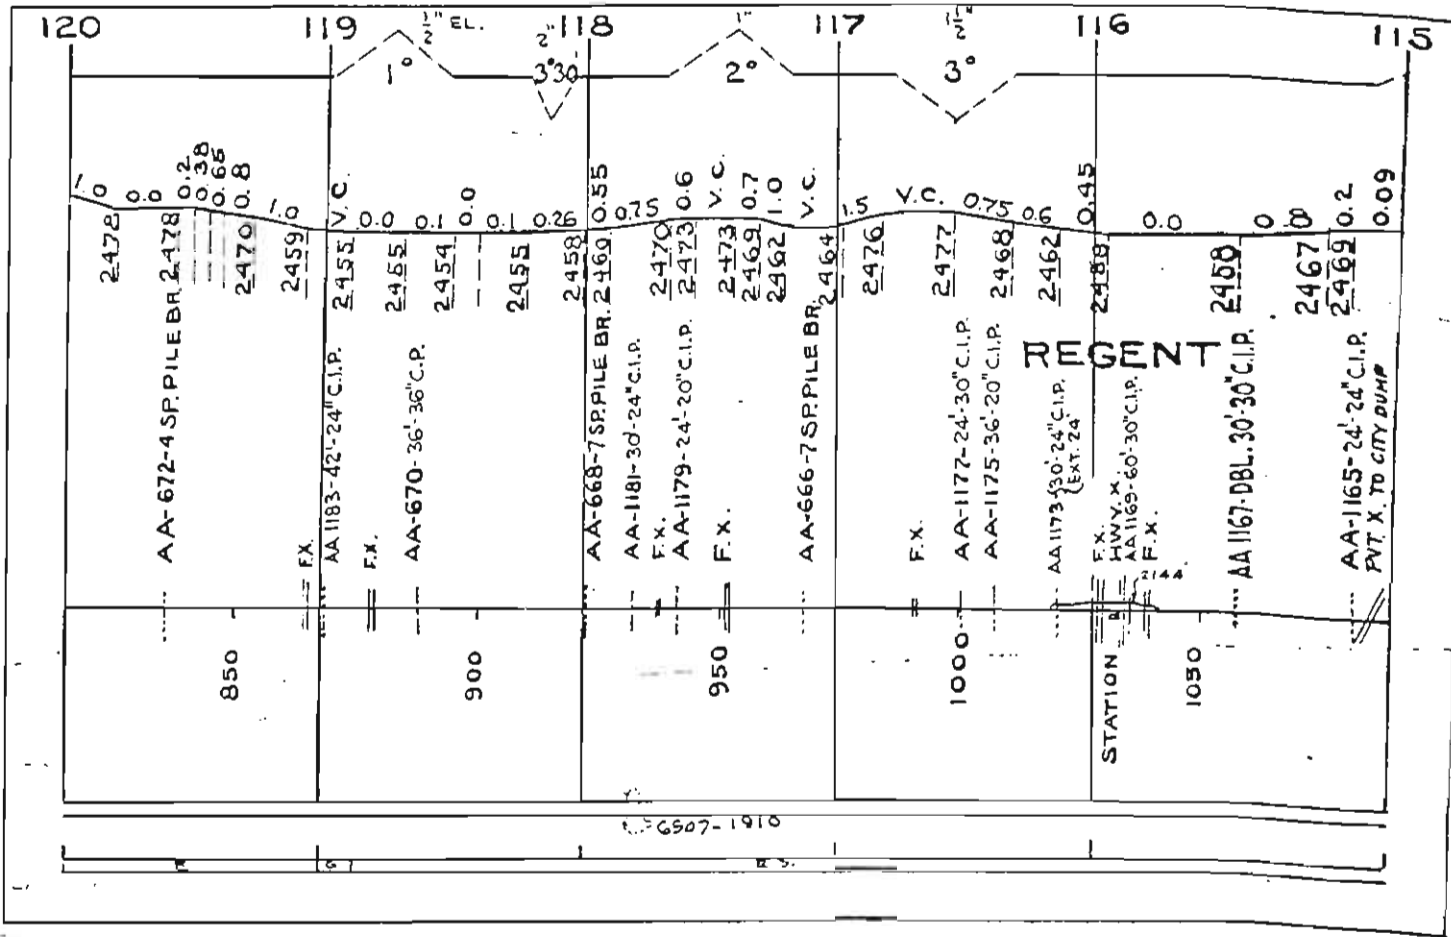 120
119
1½" EL.
2"
118
1"
117
1½"
116
115
1°
3°30'
2°
3°
1.0
0.0
0.2
0.38
0.65
0.8
1.0
V.C.
0.0
0.1
0.0
0.1
0.26
0.55
0.75
0.6
V.C.
0.7
1.0
V.C.
1.5
V.C.
0.75
0.6
0.45
0.0
0.2
0.09
2478
2478
2470
2459
2455
2455
2454
2455
2458
2460
2470
2473
2473
2469
2462
2464
2476
2477
2468
2462
2458
2467
2469
REGENT
AA-672-4 SP. PILE BR.
F.X.
AA 1183-42'-24" C.I.P.
F.X.
AA-670-36'-36" C.P.
AA-668-7 SP. PILE BR.
AA-1181-30'-24" C.I.P.
F.X.
AA-1179-24'-20" C.I.P.
F.X.
AA-666-7 SP. PILE BR.
F.X.
AA-1177-24'-30" C.I.P.
AA-1175-36'-20" C.I.P.
AA 1173 {30'-24" C.I.P.
EXT. 24'
F.X.
HWY. X.
AA 1169-60'-30" C.I.P.
F.X.
2144
AA 1167-DBL. 30'-30" C.I.P.
AA-1165-24'-24" C.I.P.
PVT. X. TO CITY DUMP
850
900
950
1000
STATION
1050
6507-1910